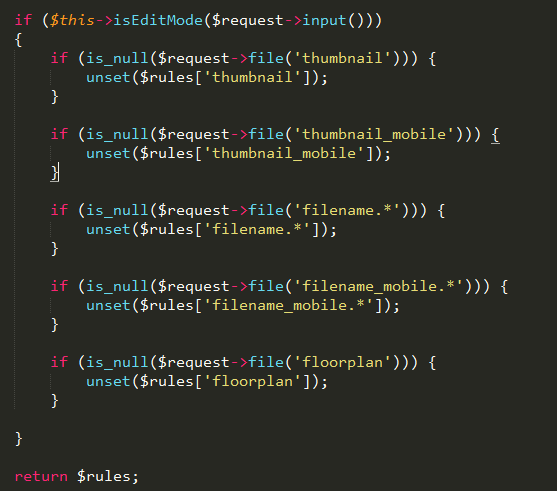 if ($this->isEditMode($request->input()))
{
if (is_null($request->file('thumbnail'))) {
unset($rules['thumbnail']);
}
if (is_null($request->file('thumbnail_mobile'))) {
unset($rules['thumbnail_mobile']);
}
if (is_null($request->file('filename.*'))) {
unset($rules['filename.*']);
}
if (is_null($request->file('filename_mobile.*'))) {
unset($rules['filename_mobile.*']);
}
if (is_null($request->file('floorplan'))) {
unset($rules['floorplan']);
}
}
return $rules;